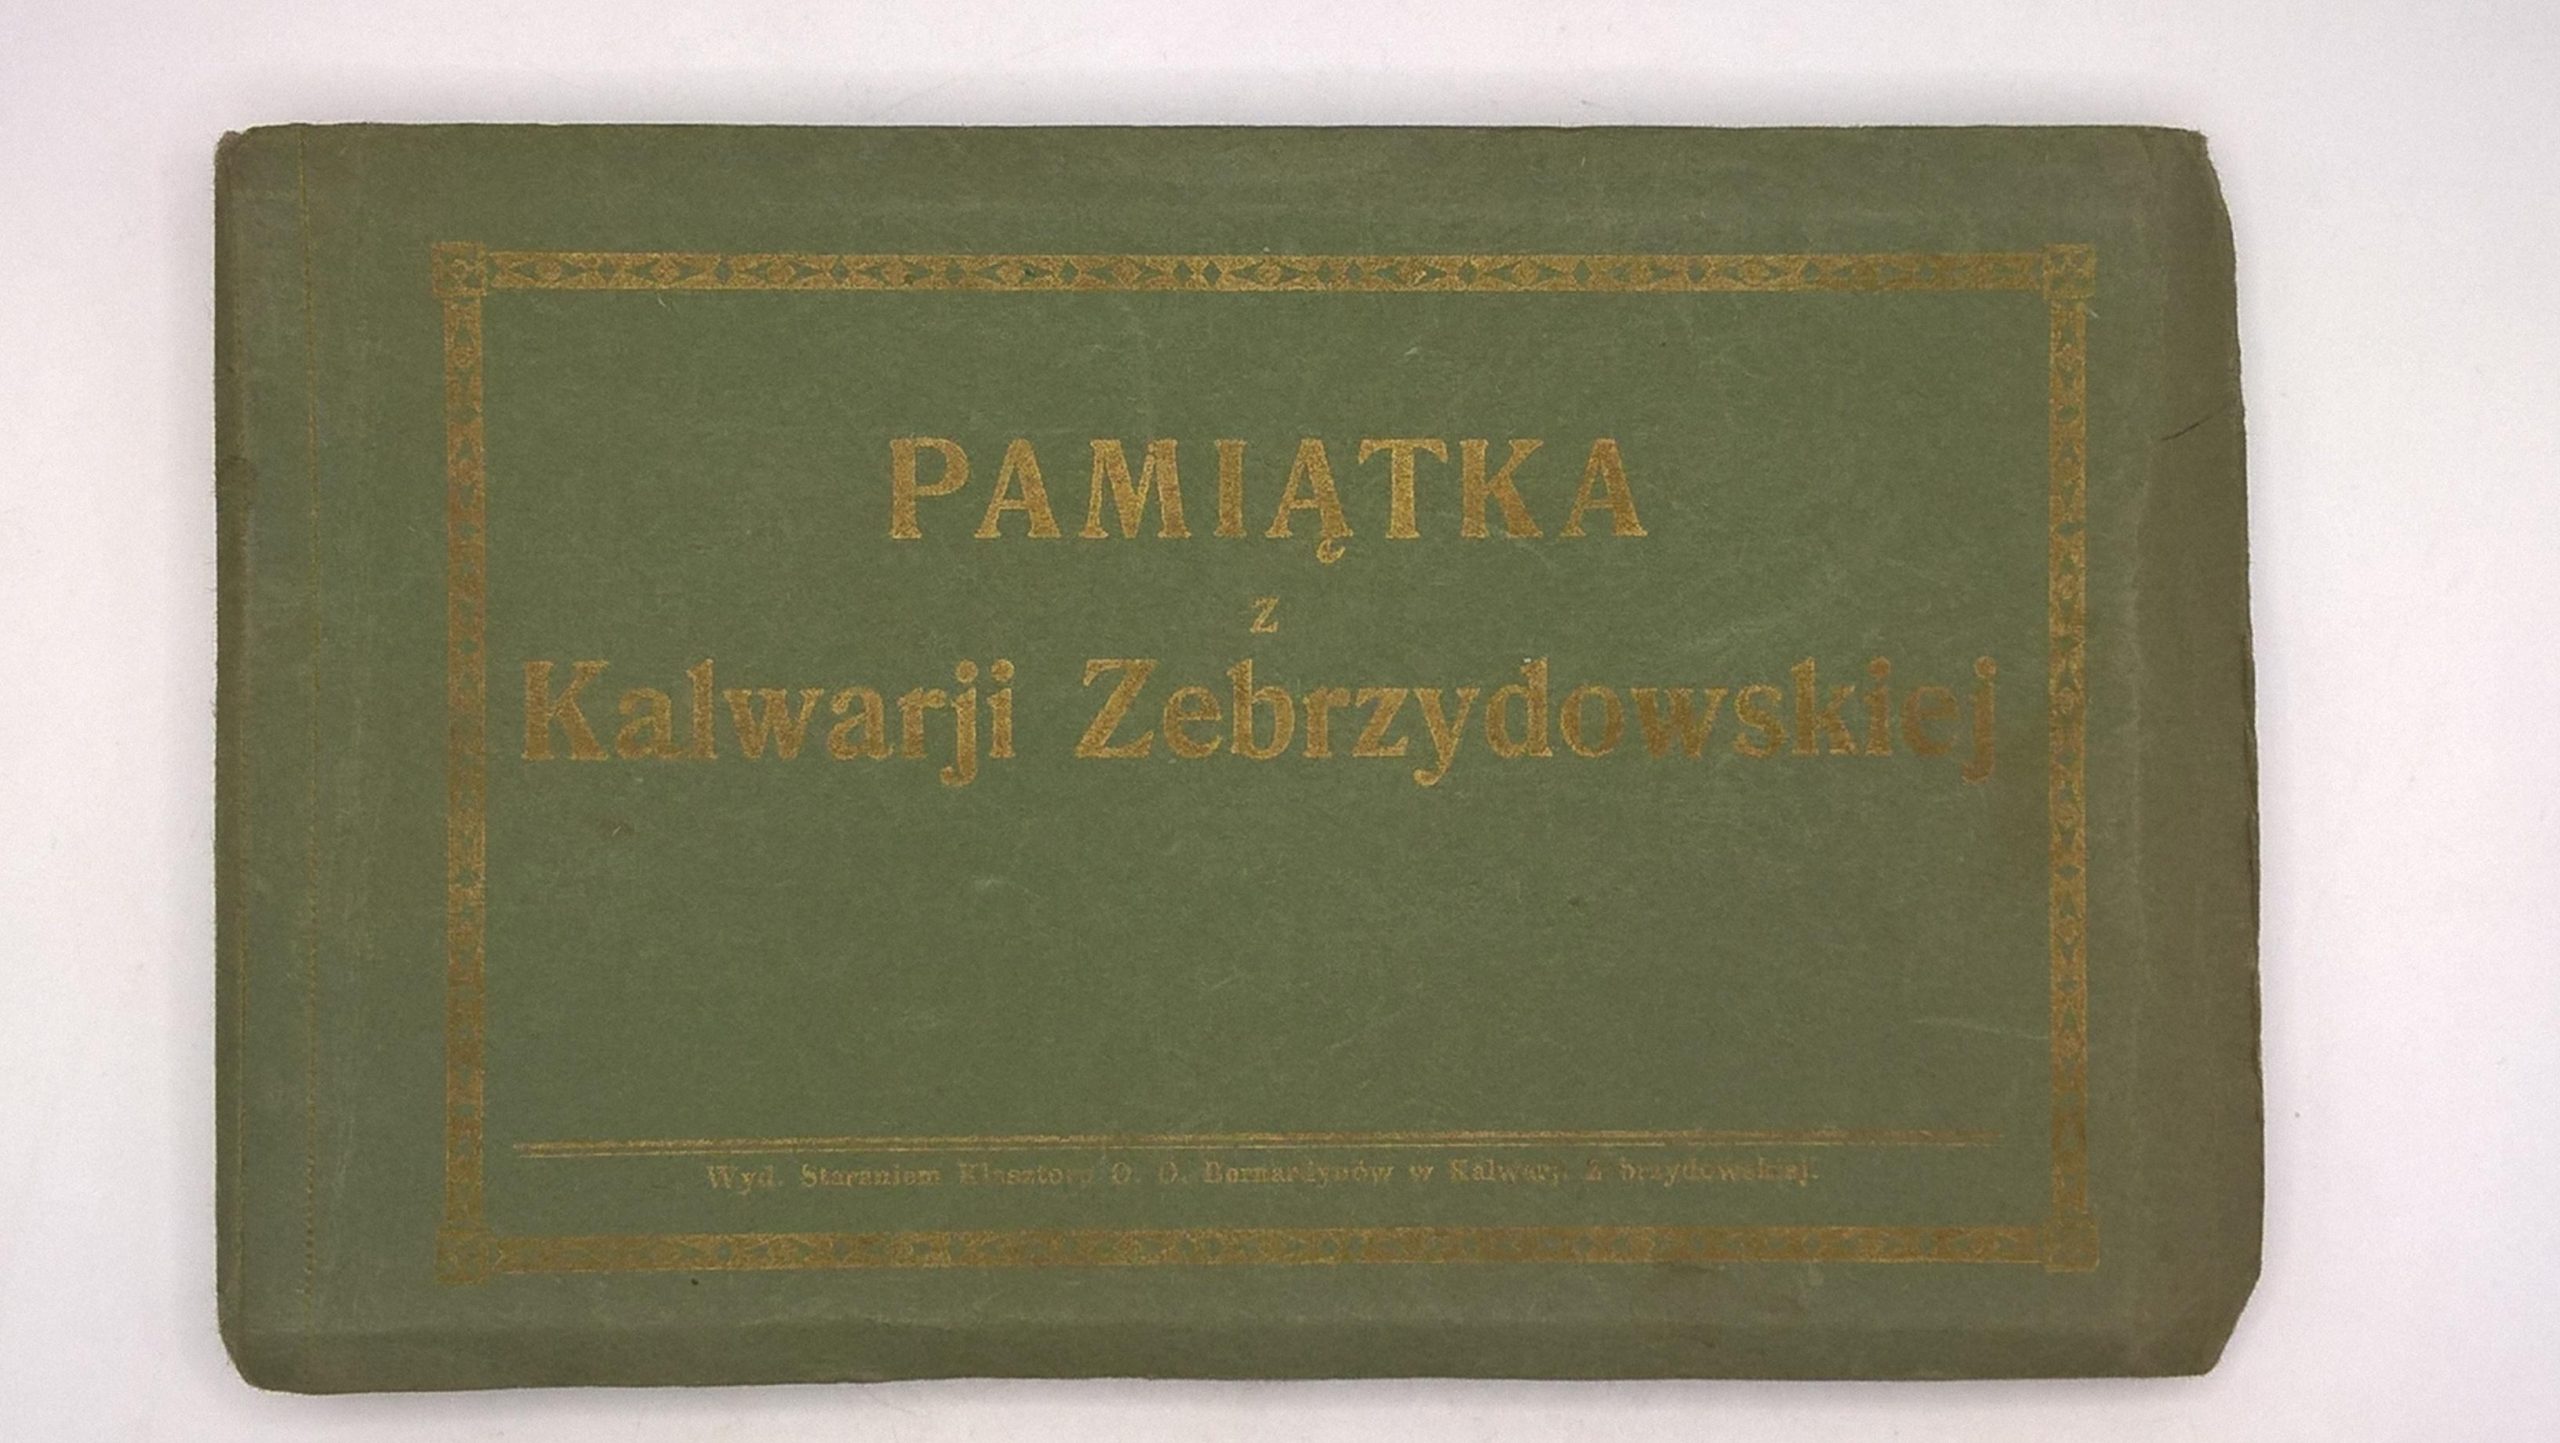 PAMIĄTKA
z
Kalwarji Zebrzydowskiej
Wyd. Staraniem Klasztoru O. O. Bernardynów w Kalwarji Zebrzydowskiej.